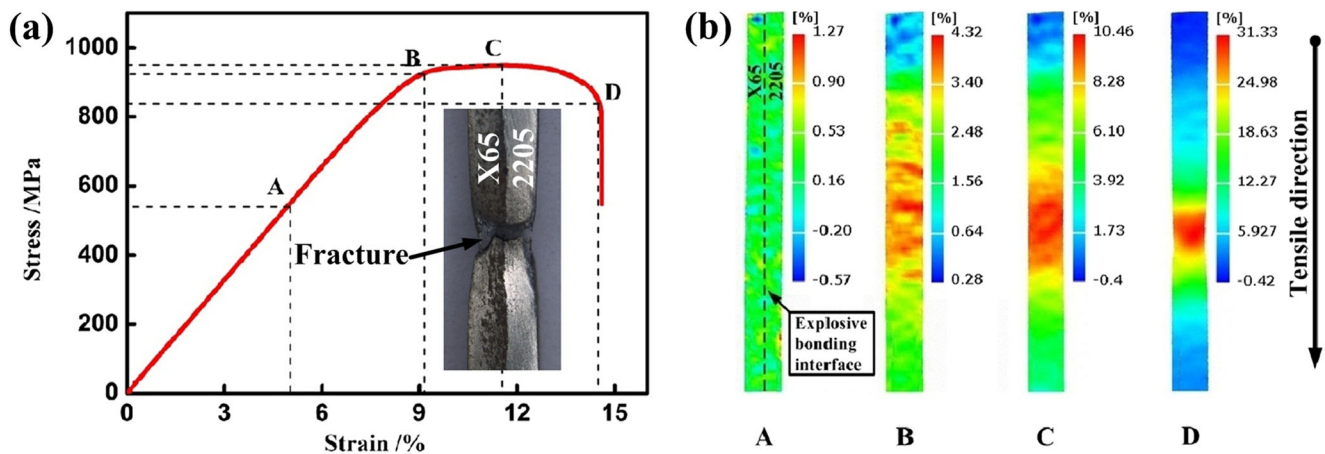 (a)
Stress /MPa
1000
800
600
400
200
0
0
3
6
9
12
15
Strain /%
A
B
C
D
X65
2205
Fracture
(b)
[%]
1.27
0.90
0.53
0.16
-0.20
-0.57
X65
2205
Explosive
bonding
interface
A
[%]
4.32
3.40
2.48
1.56
0.64
0.28
B
[%]
10.46
8.28
6.10
3.92
1.73
-0.4
C
[%]
31.33
24.98
18.63
12.27
5.927
-0.42
D
Tensile direction